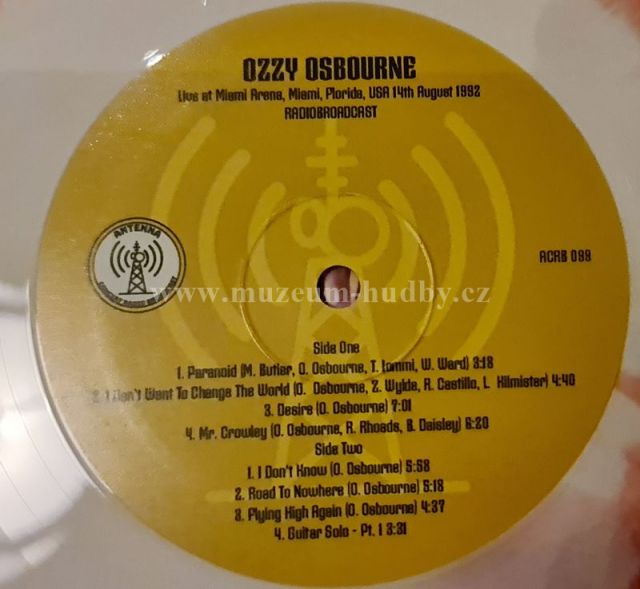 OZZY OSBOURNE
Live at Miami Arena, Miami, Florida, USA 14th August 1992
RADIOBROADCAST
ANTENNA
ACRB 099
www.muzeum-hudby.cz
Side One
1. Paranoid (M. Butler, O. Osbourne, T. Iommi, W. Ward) 3:18
2. I Don't Want To Change The World (O. Osbourne, Z. Wylde, R. Castillo, L. Kilmister) 4:40
3. Desire (O. Osbourne) 7:01
4. Mr. Crowley (O. Osbourne, R. Rhoads, B. Daisley) 6:20
Side Two
1. I Don't Know (O. Osbourne) 5:58
2. Road To Nowhere (O. Osbourne) 5:18
3. Flying High Again (O. Osbourne) 4:37
4. Guitar Solo - Pt. 1 3:31